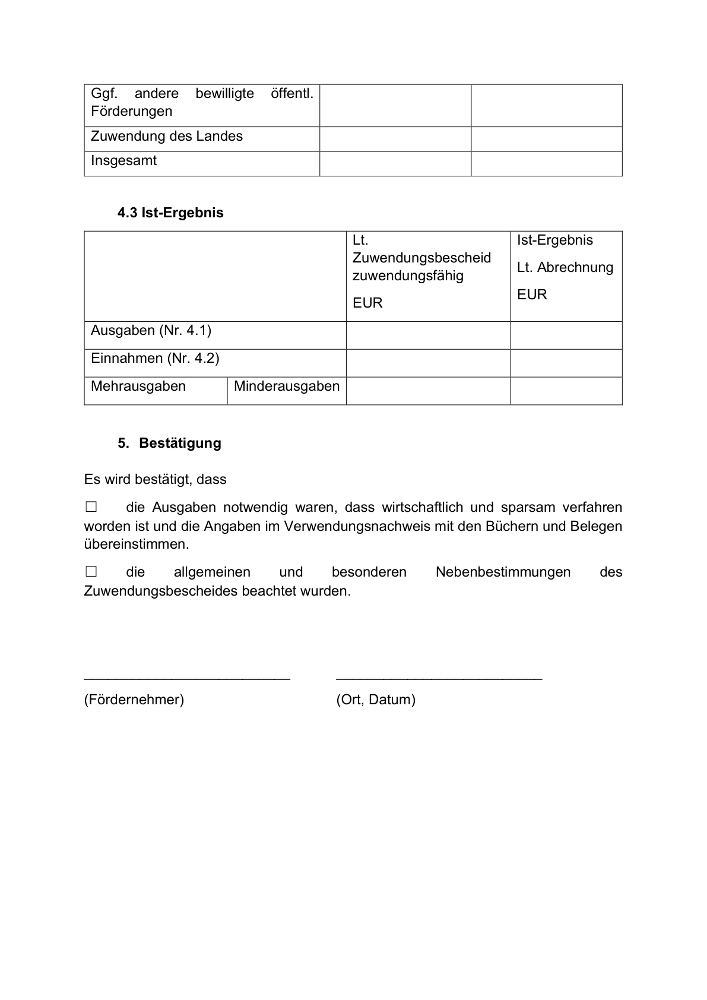 Ggf. andere bewilligte öffentl.
Förderungen
Zuwendung des Landes
Insgesamt
4.3 Ist-Ergebnis
Lt.
Zuwendungsbescheid
zuwendungsfähig
EUR
Ist-Ergebnis
Lt. Abrechnung
EUR
Ausgaben (Nr. 4.1)
Einnahmen (Nr. 4.2)
Mehrausgaben Minderausgaben
5. Bestätigung
Es wird bestätigt, dass
☐ die Ausgaben notwendig waren, dass wirtschaftlich und sparsam verfahren
worden ist und die Angaben im Verwendungsnachweis mit den Büchern und Belegen
übereinstimmen.
☐ die allgemeinen und besonderen Nebenbestimmungen des
Zuwendungsbescheides beachtet wurden.
(Fördernehmer) (Ort, Datum)